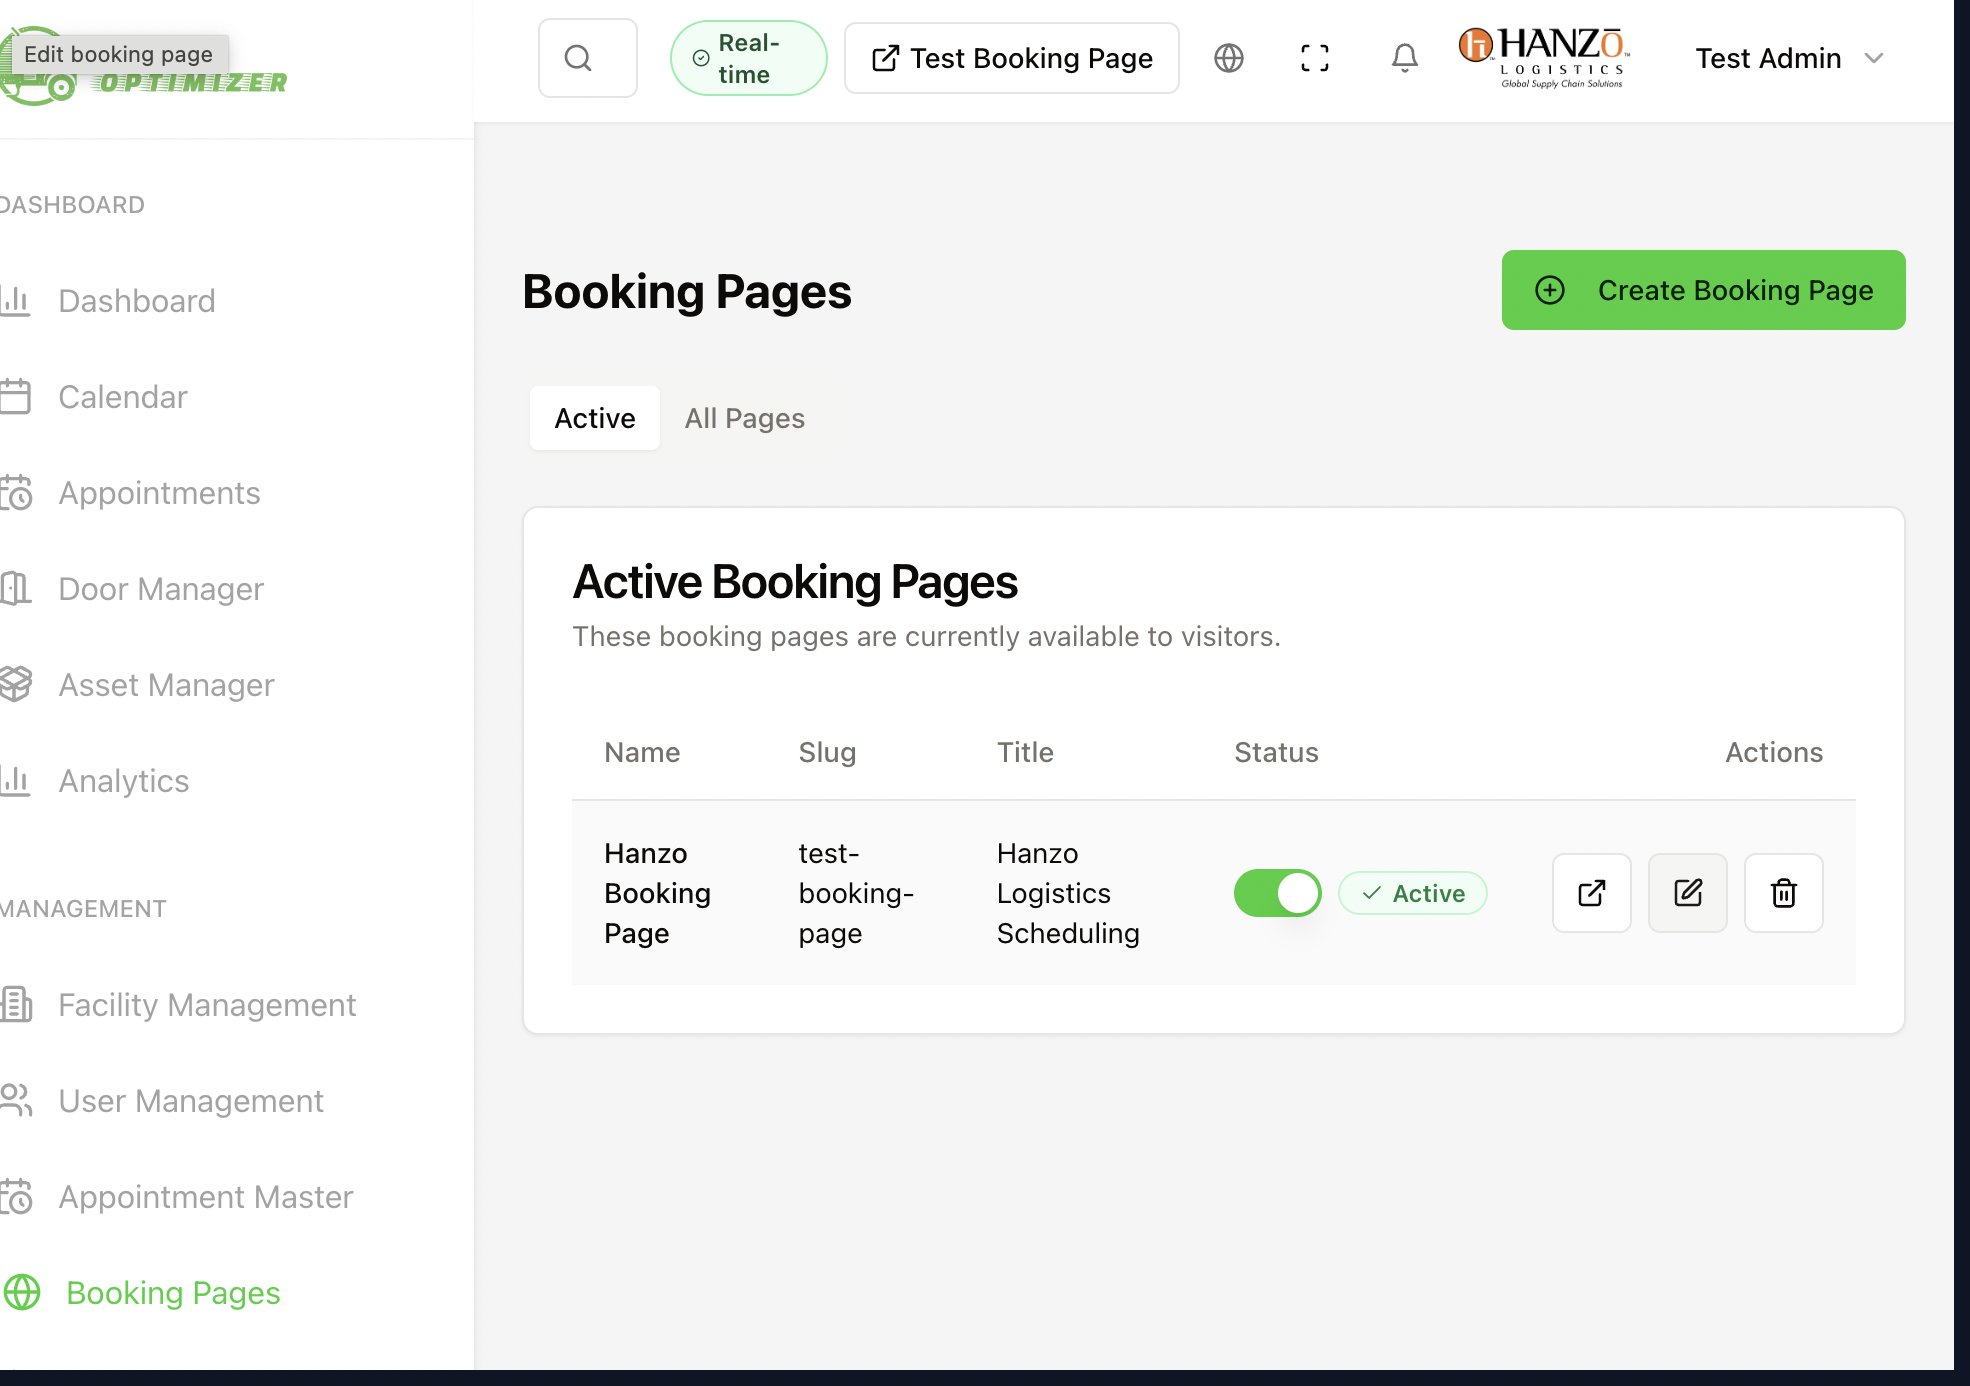 Edit booking page
OPTIMIZER
DASHBOARD
Dashboard
Calendar
Appointments
Door Manager
Asset Manager
Analytics
MANAGEMENT
Facility Management
User Management
Appointment Master
Booking Pages
Real-
time
Test Booking Page
HANZŌ
LOGISTICS
Global Supply Chain Solutions
Test Admin
Booking Pages
Create Booking Page
Active
All Pages
Active Booking Pages
These booking pages are currently available to visitors.
Name Slug Title Status Actions
Hanzo
Booking
Page
test-
booking-
page
Hanzo
Logistics
Scheduling
Active